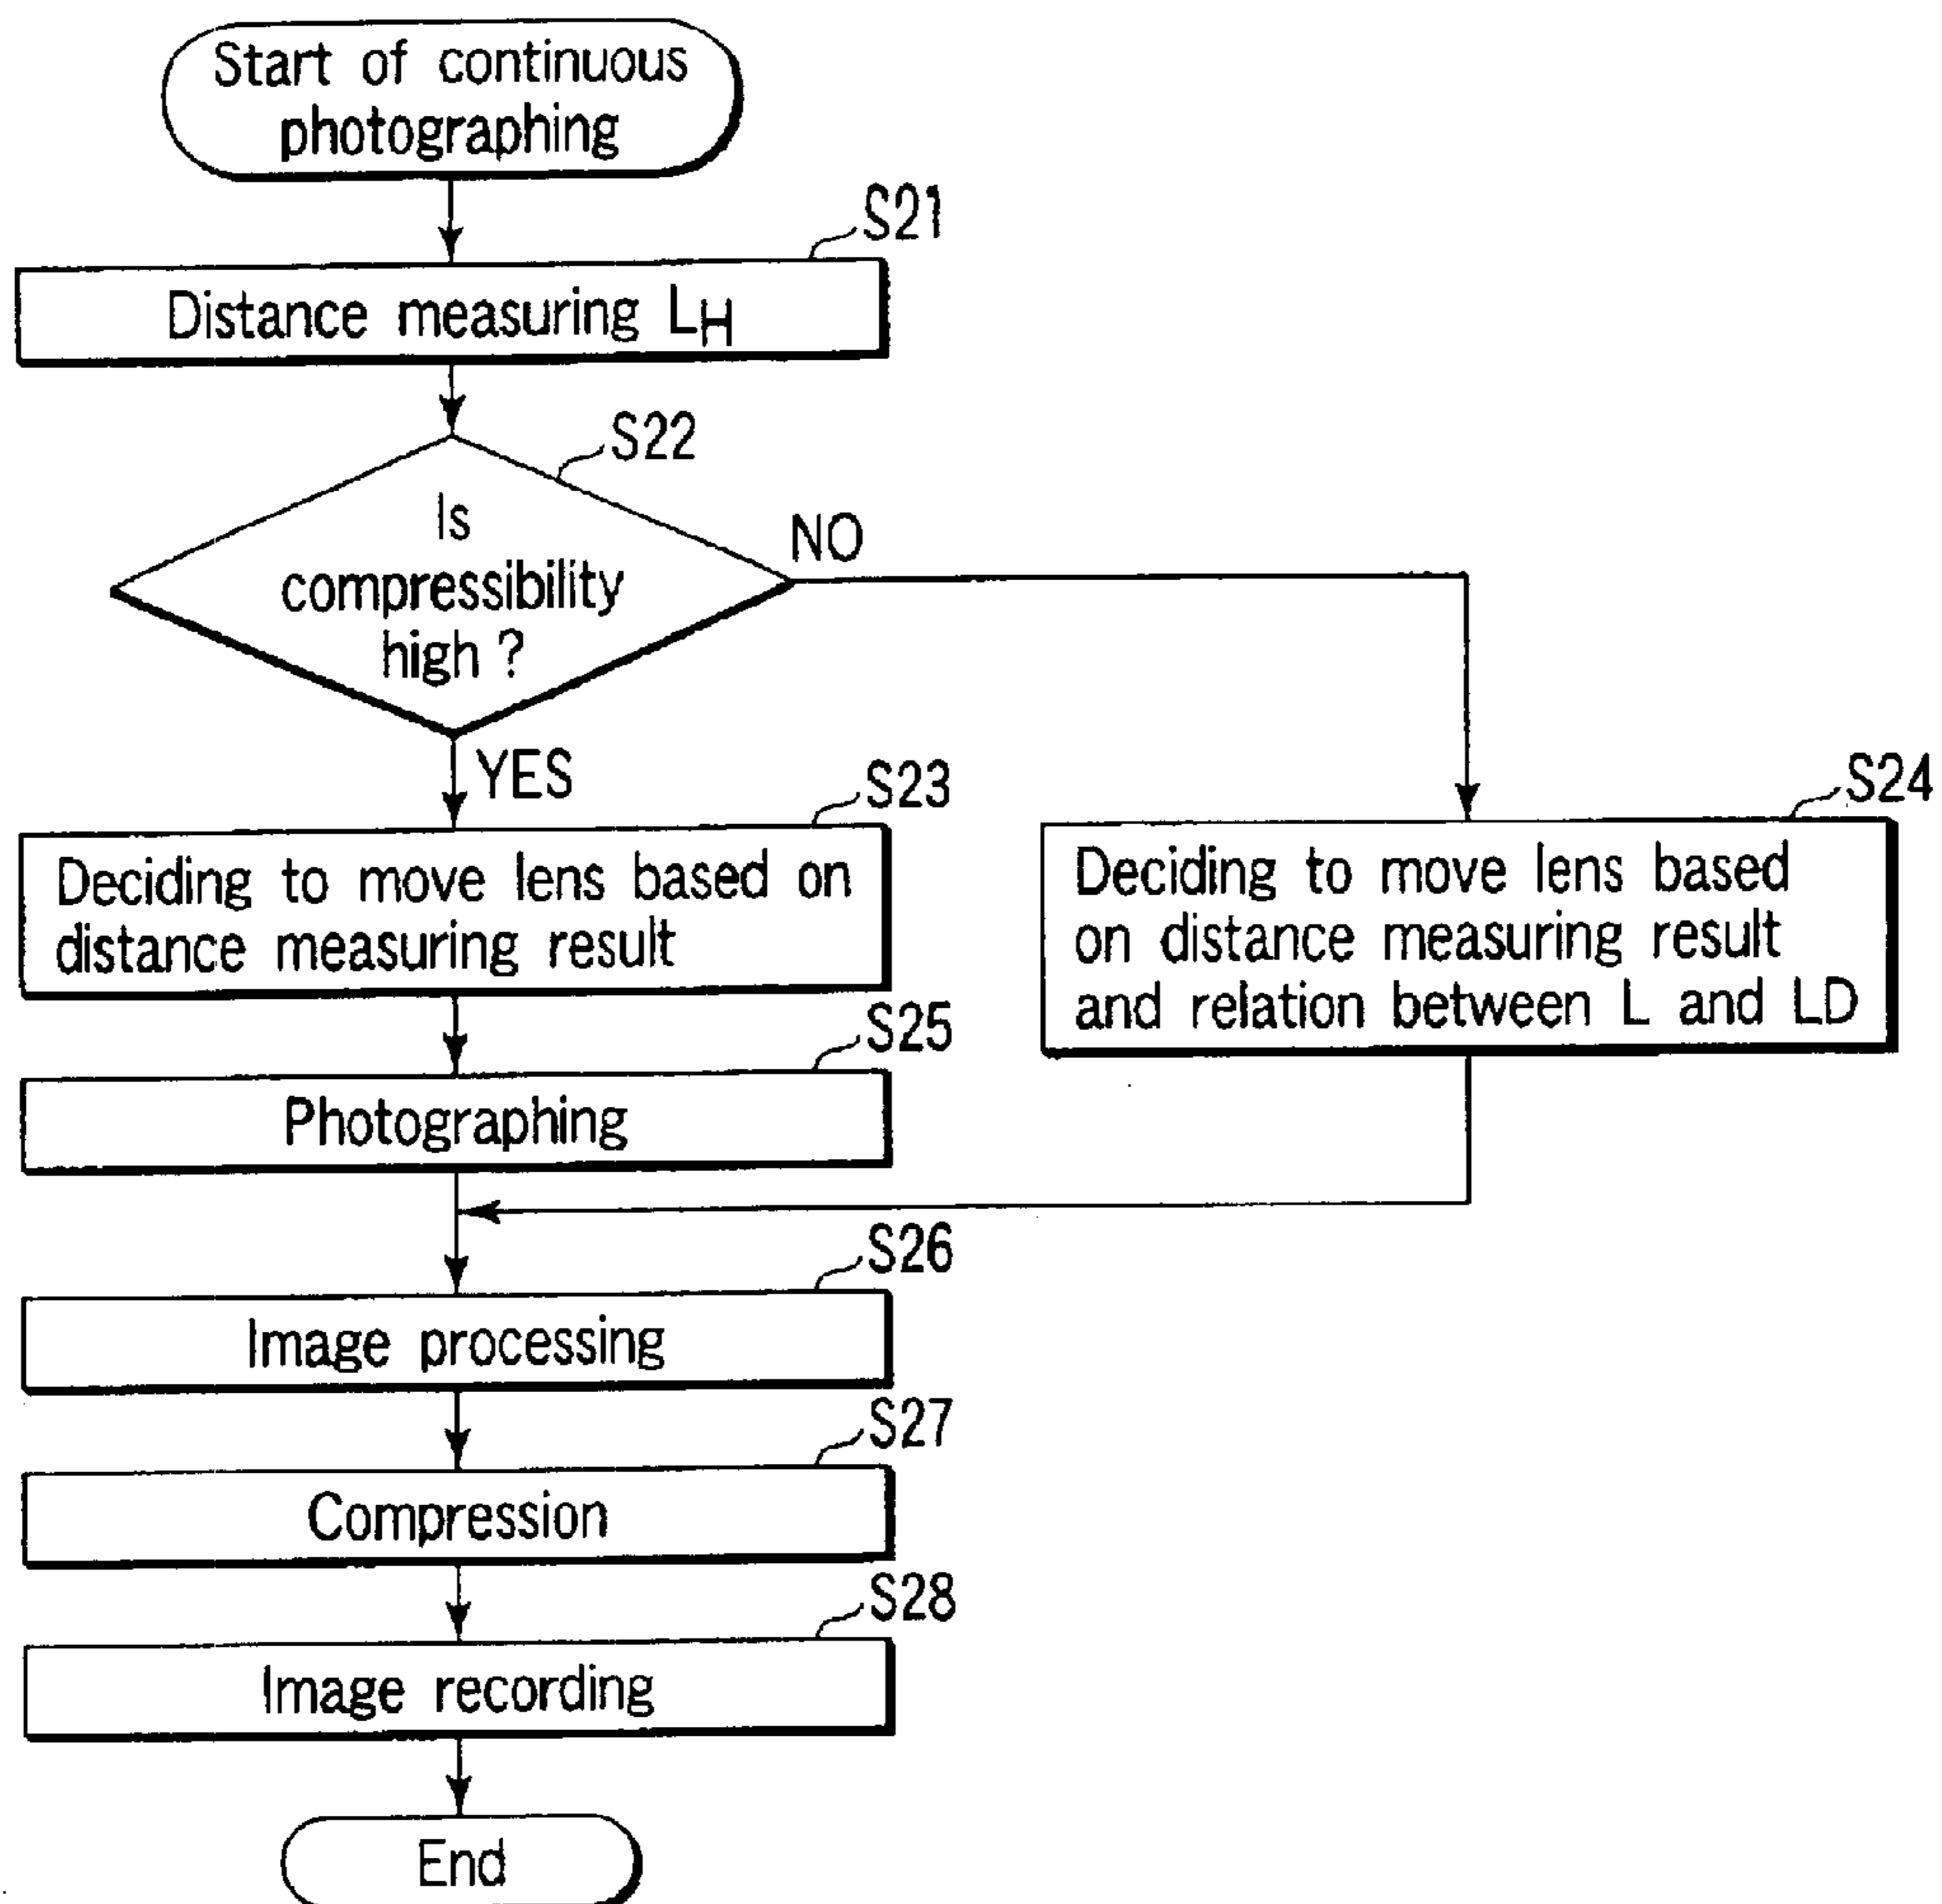 Start of continuous
photographing
S21
Distance measuring LH
S22
Is
compressibility
high ?
NO
YES
S23
Deciding to move lens based on
distance measuring result
S24
Deciding to move lens based
on distance measuring result
and relation between L and LD
S25
Photographing
S26
Image processing
S27
Compression
S28
Image recording
End